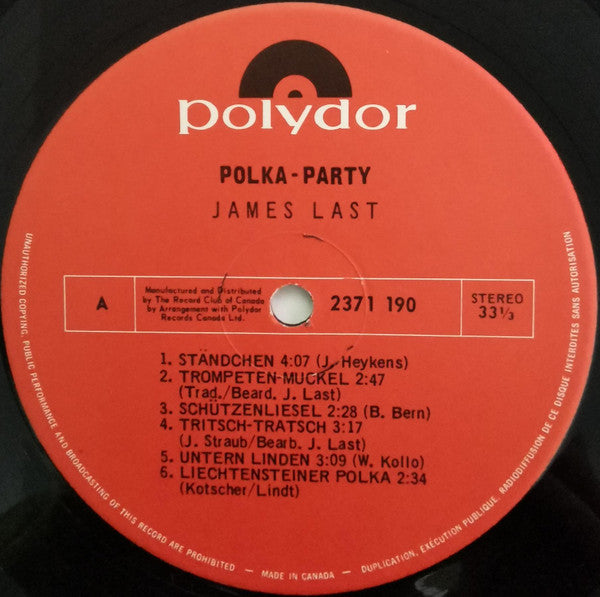 polydor
POLKA-PARTY
JAMES LAST
A
Manufactured and Distributed
by The Record Club of Canada
by Arrangement with Polydor
Records Canada Ltd.
2371 190
STEREO
33 1/3
1. STÄNDCHEN 4:07 (J. Heykens)
2. TROMPETEN-MUCKEL 2:47
(Trad./Beard. J. Last)
3. SCHÜTZENLIESEL 2:28 (B. Bern)
4. TRITSCH-TRATSCH 3:17
(J. Straub/Bearb. J. Last)
5. UNTERN LINDEN 3:09 (W. Kollo)
6. LIECHTENSTEINER POLKA 2:34
(Kotscher/Lindt)
UNAUTHORIZED COPYING, PUBLIC PERFORMANCE AND BROADCASTING OF THIS RECORD ARE PROHIBITED - MADE IN CANADA - DUPLICATION, EXÉCUTION PUBLIQUE, RADIODIFFUSION DE CE DISQUE INTERDITES SANS AUTORISATION